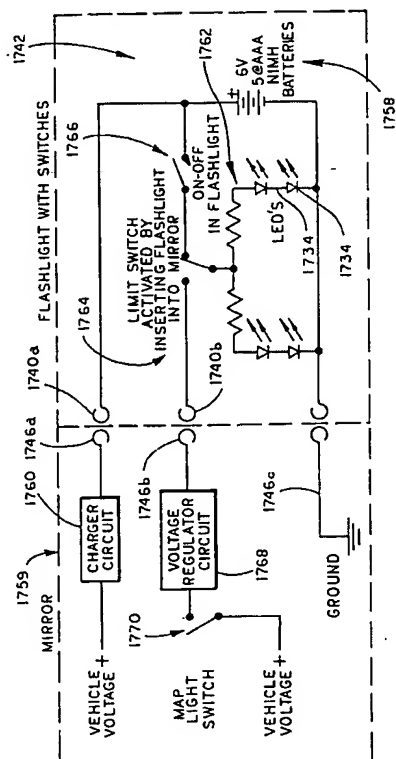 1742
FLASHLIGHT WITH SWITCHES
1766
1764
LIMIT SWITCH
ACTIVATED BY
INSERTING FLASHLIGHT
INTO MIRROR
ON-OFF
IN FLASHLIGHT
1762
± 6V
5@AAA
NIMH
BATTERIES
1758
LED'S
1734
1734
1740a
1740b
1746a
1746b
1746c
1759
MIRROR
1760
CHARGER
CIRCUIT
VOLTAGE
REGULATOR
CIRCUIT
1768
1770
VEHICLE +
VOLTAGE
MAP
LIGHT
SWITCH
VEHICLE +
VOLTAGE
GROUND